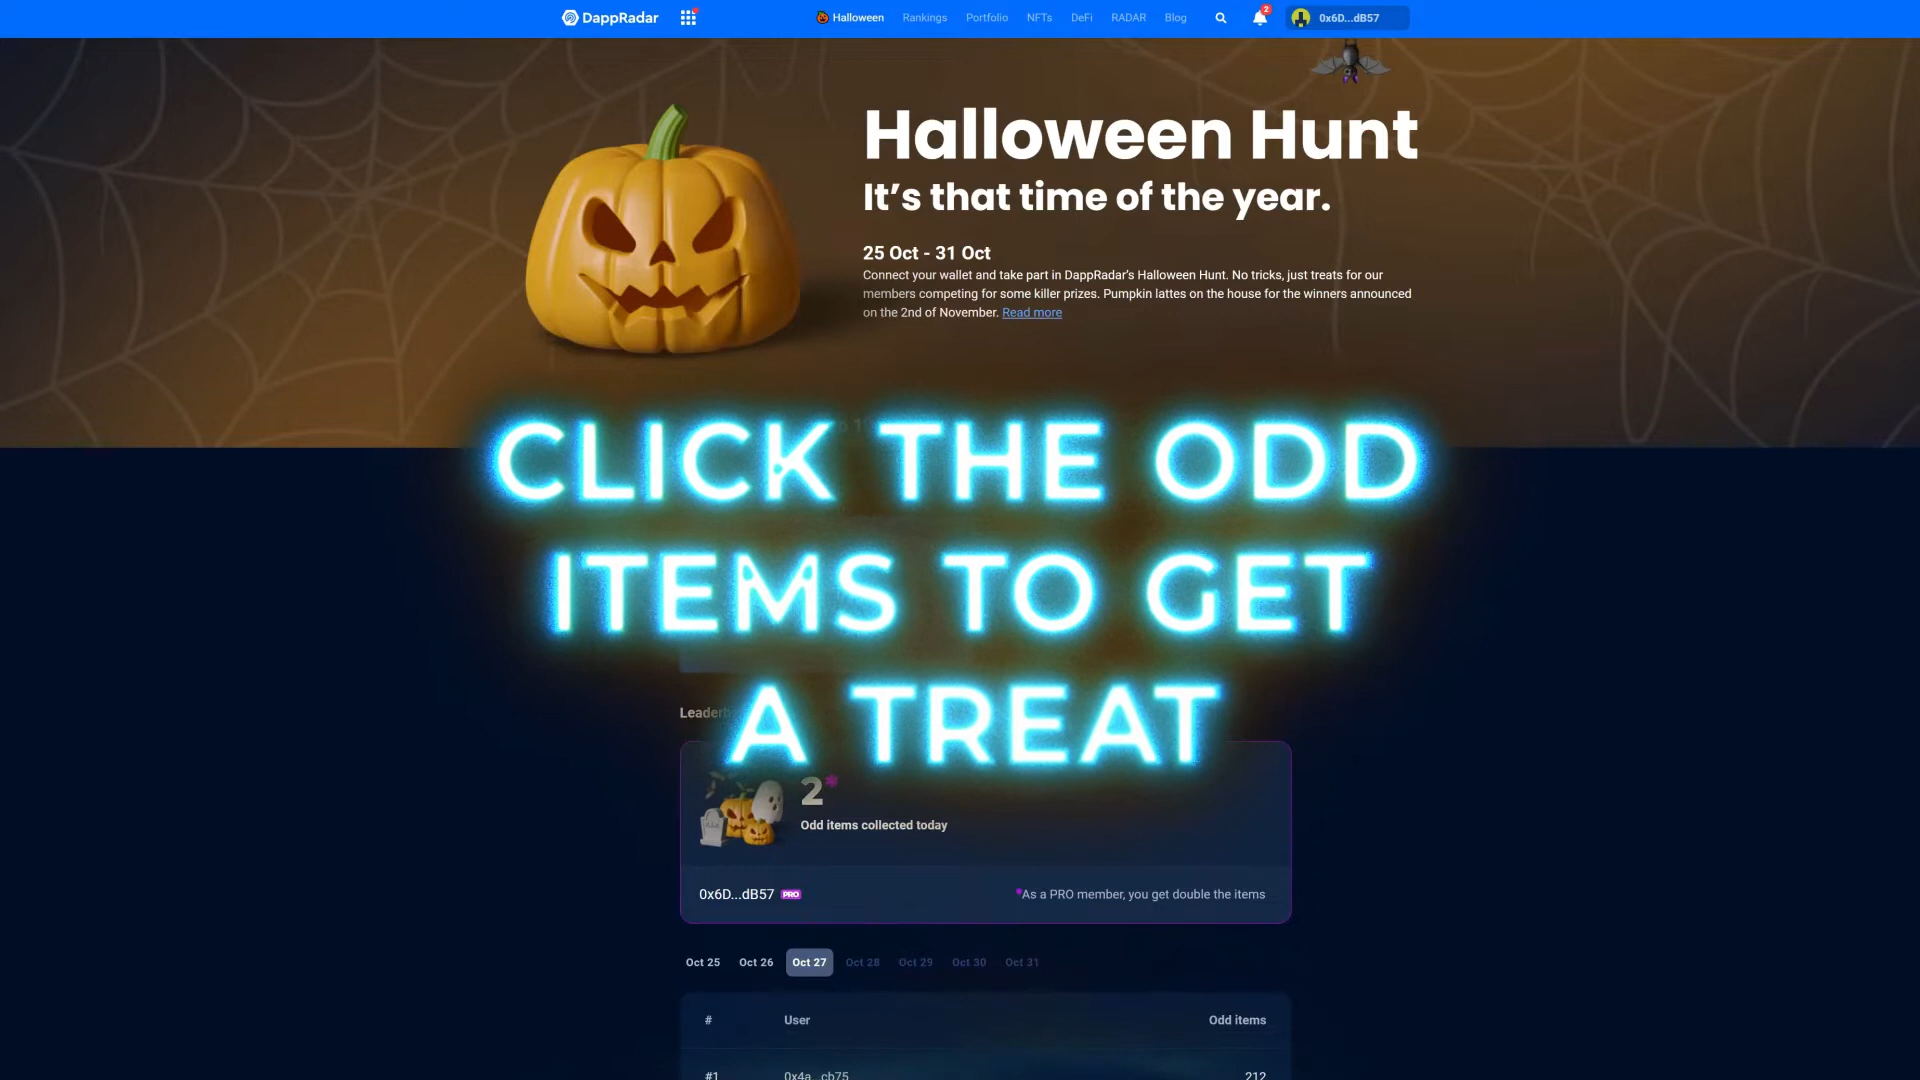 DappRadar
Halloween
Rankings
Portfolio
NFTs
DeFi
RADAR
Blog
2
0x6D...dB57
Halloween Hunt
It's that time of the year.
25 Oct - 31 Oct
Connect your wallet and take part in DappRadar's Halloween Hunt. No tricks, just treats for our
members competing for some killer prizes. Pumpkin lattes on the house for the winners announced
on the 2nd of November. Read more
CLICK THE ODD
ITEMS TO GET
A TREAT
2*
Odd items collected today
0x6D...dB57 PRO
*As a PRO member, you get double the items
Oct 25 Oct 26 Oct 27 Oct 28 Oct 29 Oct 30 Oct 31
# User Odd items
#1 0x4a...cb75 212